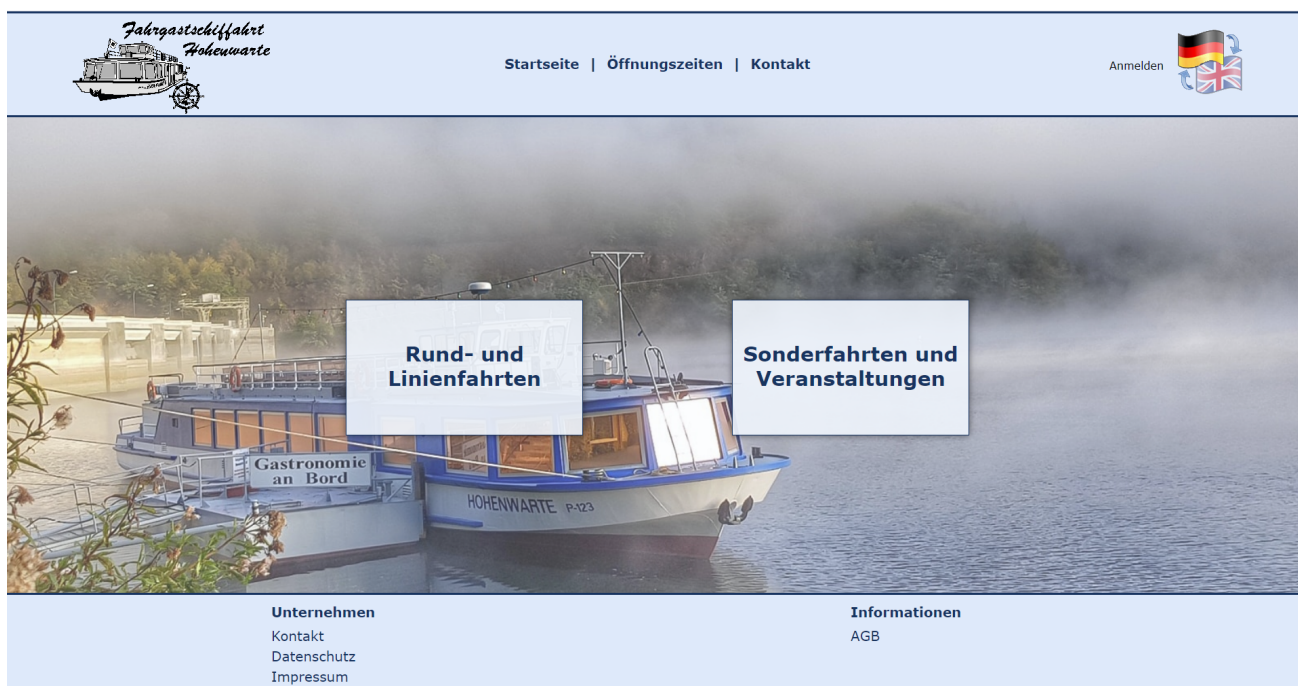 Fahrgastschiffahrt
Hohenwarte
Startseite | Öffnungszeiten | Kontakt
Anmelden
Rund- und
Linienfahrten
Sonderfahrten und
Veranstaltungen
Gastronomie
an Bord
HOHENWARTE P-123
Unternehmen
Kontakt
Datenschutz
Impressum
Informationen
AGB